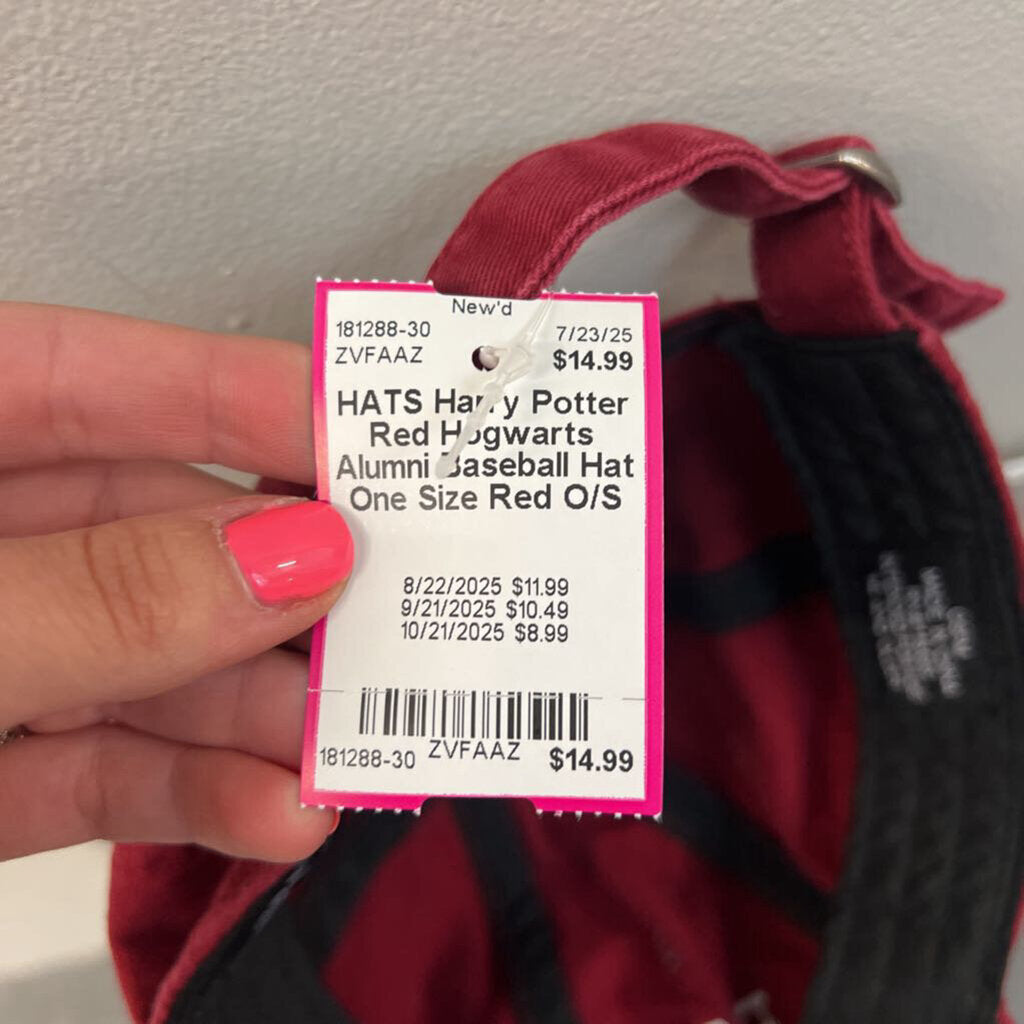 New'd
181288-30 7/23/25
ZVFAAZ $14.99
HATS Harry Potter
Red Hogwarts
Alumni Baseball Hat
One Size Red O/S
8/22/2025 $11.99
9/21/2025 $10.49
10/21/2025 $8.99
181288-30 ZVFAAZ $14.99